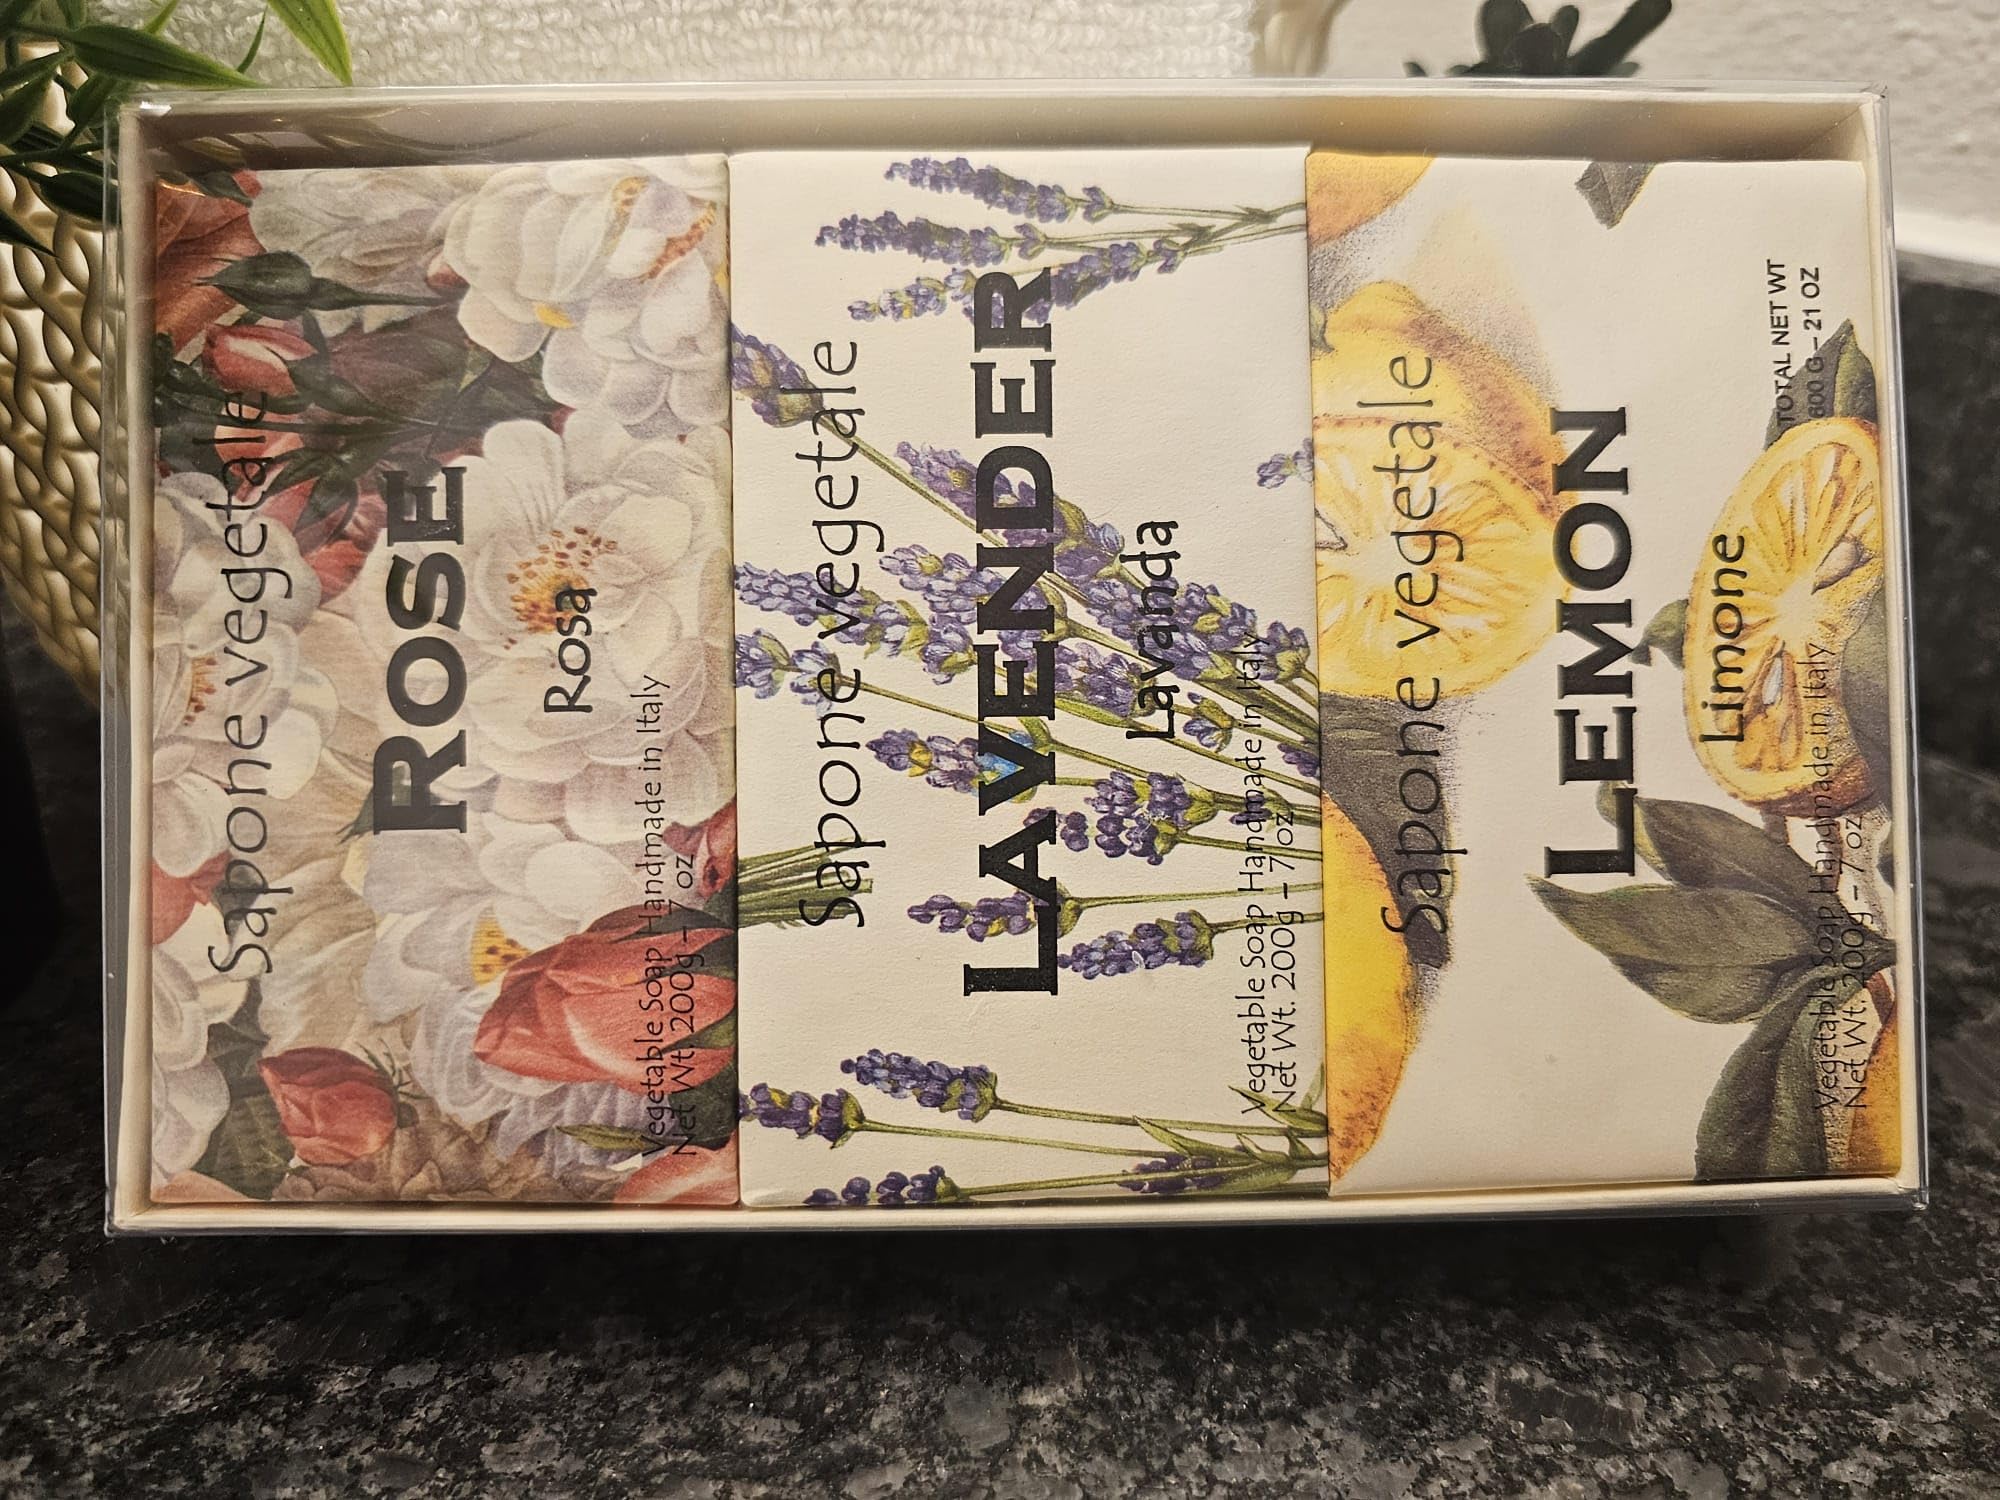 Sapone vegetale
ROSE
Rosa
Vegetable Soap Handmade in Italy
Net Wt. 200g – 7 oz
Sapone vegetale
LAVENDER
Lavanda
Vegetable Soap Handmade in Italy
Net Wt. 200g – 7 oz
Sapone vegetale
LEMON
Limone
TOTAL NET WT
600 G – 21 OZ
Vegetable Soap Handmade in Italy
Net Wt. 200g – 7 oz